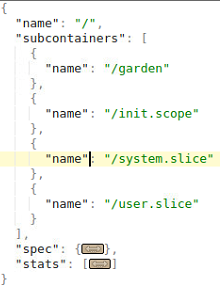 {
"name": "/",
"subcontainers": [
{
"name": "/garden"
},
{
"name": "/init.scope"
},
{
"name": "/system.slice"
},
{
"name": "/user.slice"
}
],
"spec": {},
"stats": []
}